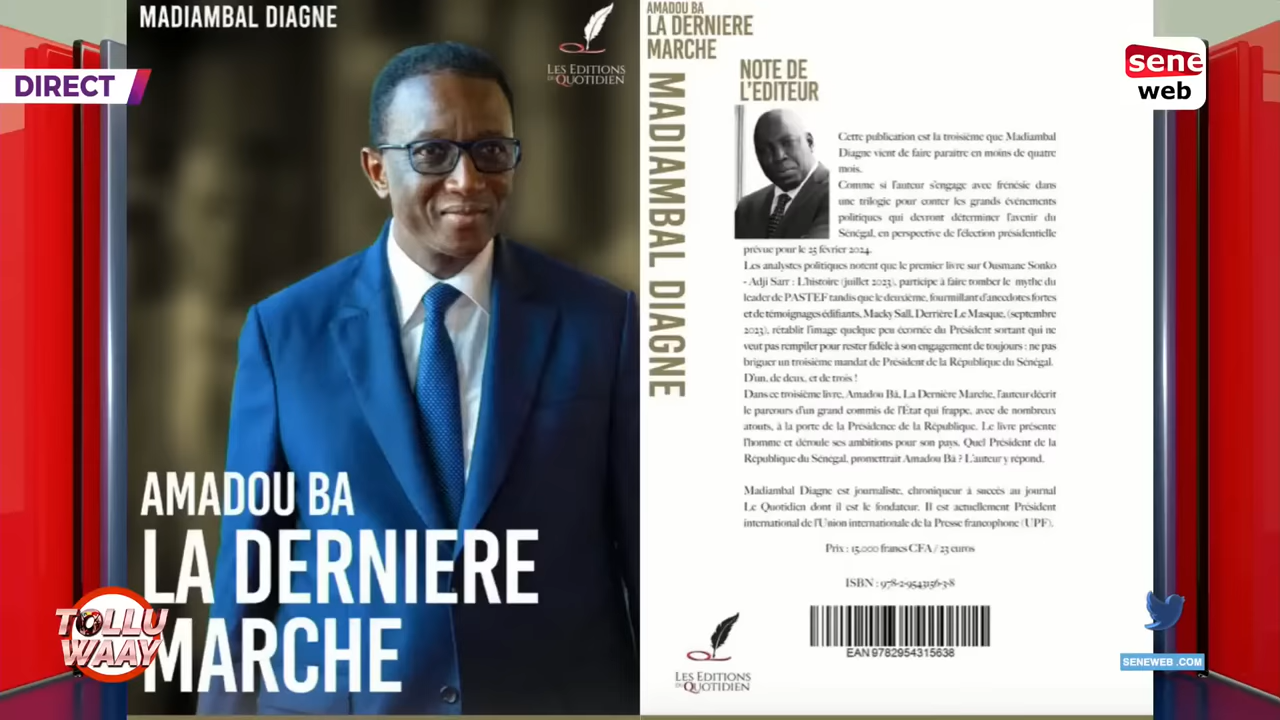 MADIAMBAL DIAGNE
LES EDITIONS
DU QUOTIDIEN
DIRECT
AMADOU BA
LA DERNIERE
MARCHE
TOLLU
WAAY
AMADOU BA
LA DERNIERE
MARCHE
MADIAMBAL DIAGNE
NOTE DE
L'EDITEUR
Cette publication est la troisième que Madiambal
Diagne vient de faire paraître en moins de quatre
mois.
Comme si l'auteur s'engage avec frénésie dans
une trilogie pour conter les grands événements
politiques qui devront déterminer l'avenir du
Sénégal, en perspective de l'élection présidentielle
prévue pour le 25 février 2024.
Les analystes politiques notent que le premier livre sur Ousmane Sonko
- Adji Sarr : L'histoire (juillet 2023), participe à faire tomber le mythe du
leader de PASTEF tandis que le deuxième, fourmillant d'anecdotes fortes
et de témoignages édifiants, Macky Sall, Derrière Le Masque, (septembre
2023), rétablit l'image quelque peu écornée du Président sortant qui ne
veut pas rempiler pour rester fidèle à son engagement de toujours : ne pas
briguer un troisième mandat de Président de la République du Sénégal.
D'un, de deux, et de trois !
Dans ce troisième livre, Amadou Bâ, La Dernière Marche, l'auteur décrit
le parcours d'un grand commis de l'État qui frappe, avec de nombreux
atouts, à la porte de la Présidence de la République. Le livre présente
l'homme et déroule ses ambitions pour son pays. Quel Président de la
République du Sénégal, promettrait Amadou Bâ ? L'auteur y répond.
Madiambal Diagne est journaliste, chroniqueur à succès au journal
Le Quotidien dont il est le fondateur. Il est actuellement Président
international de l'Union internationale de la Presse francophone (UPF).
Prix : 15.000 francs CFA / 23 euros
ISBN : 978-2-9543156-3-8
EAN 9782954315638
LES EDITIONS
DU QUOTIDIEN
sene
web
SENEWEB .COM